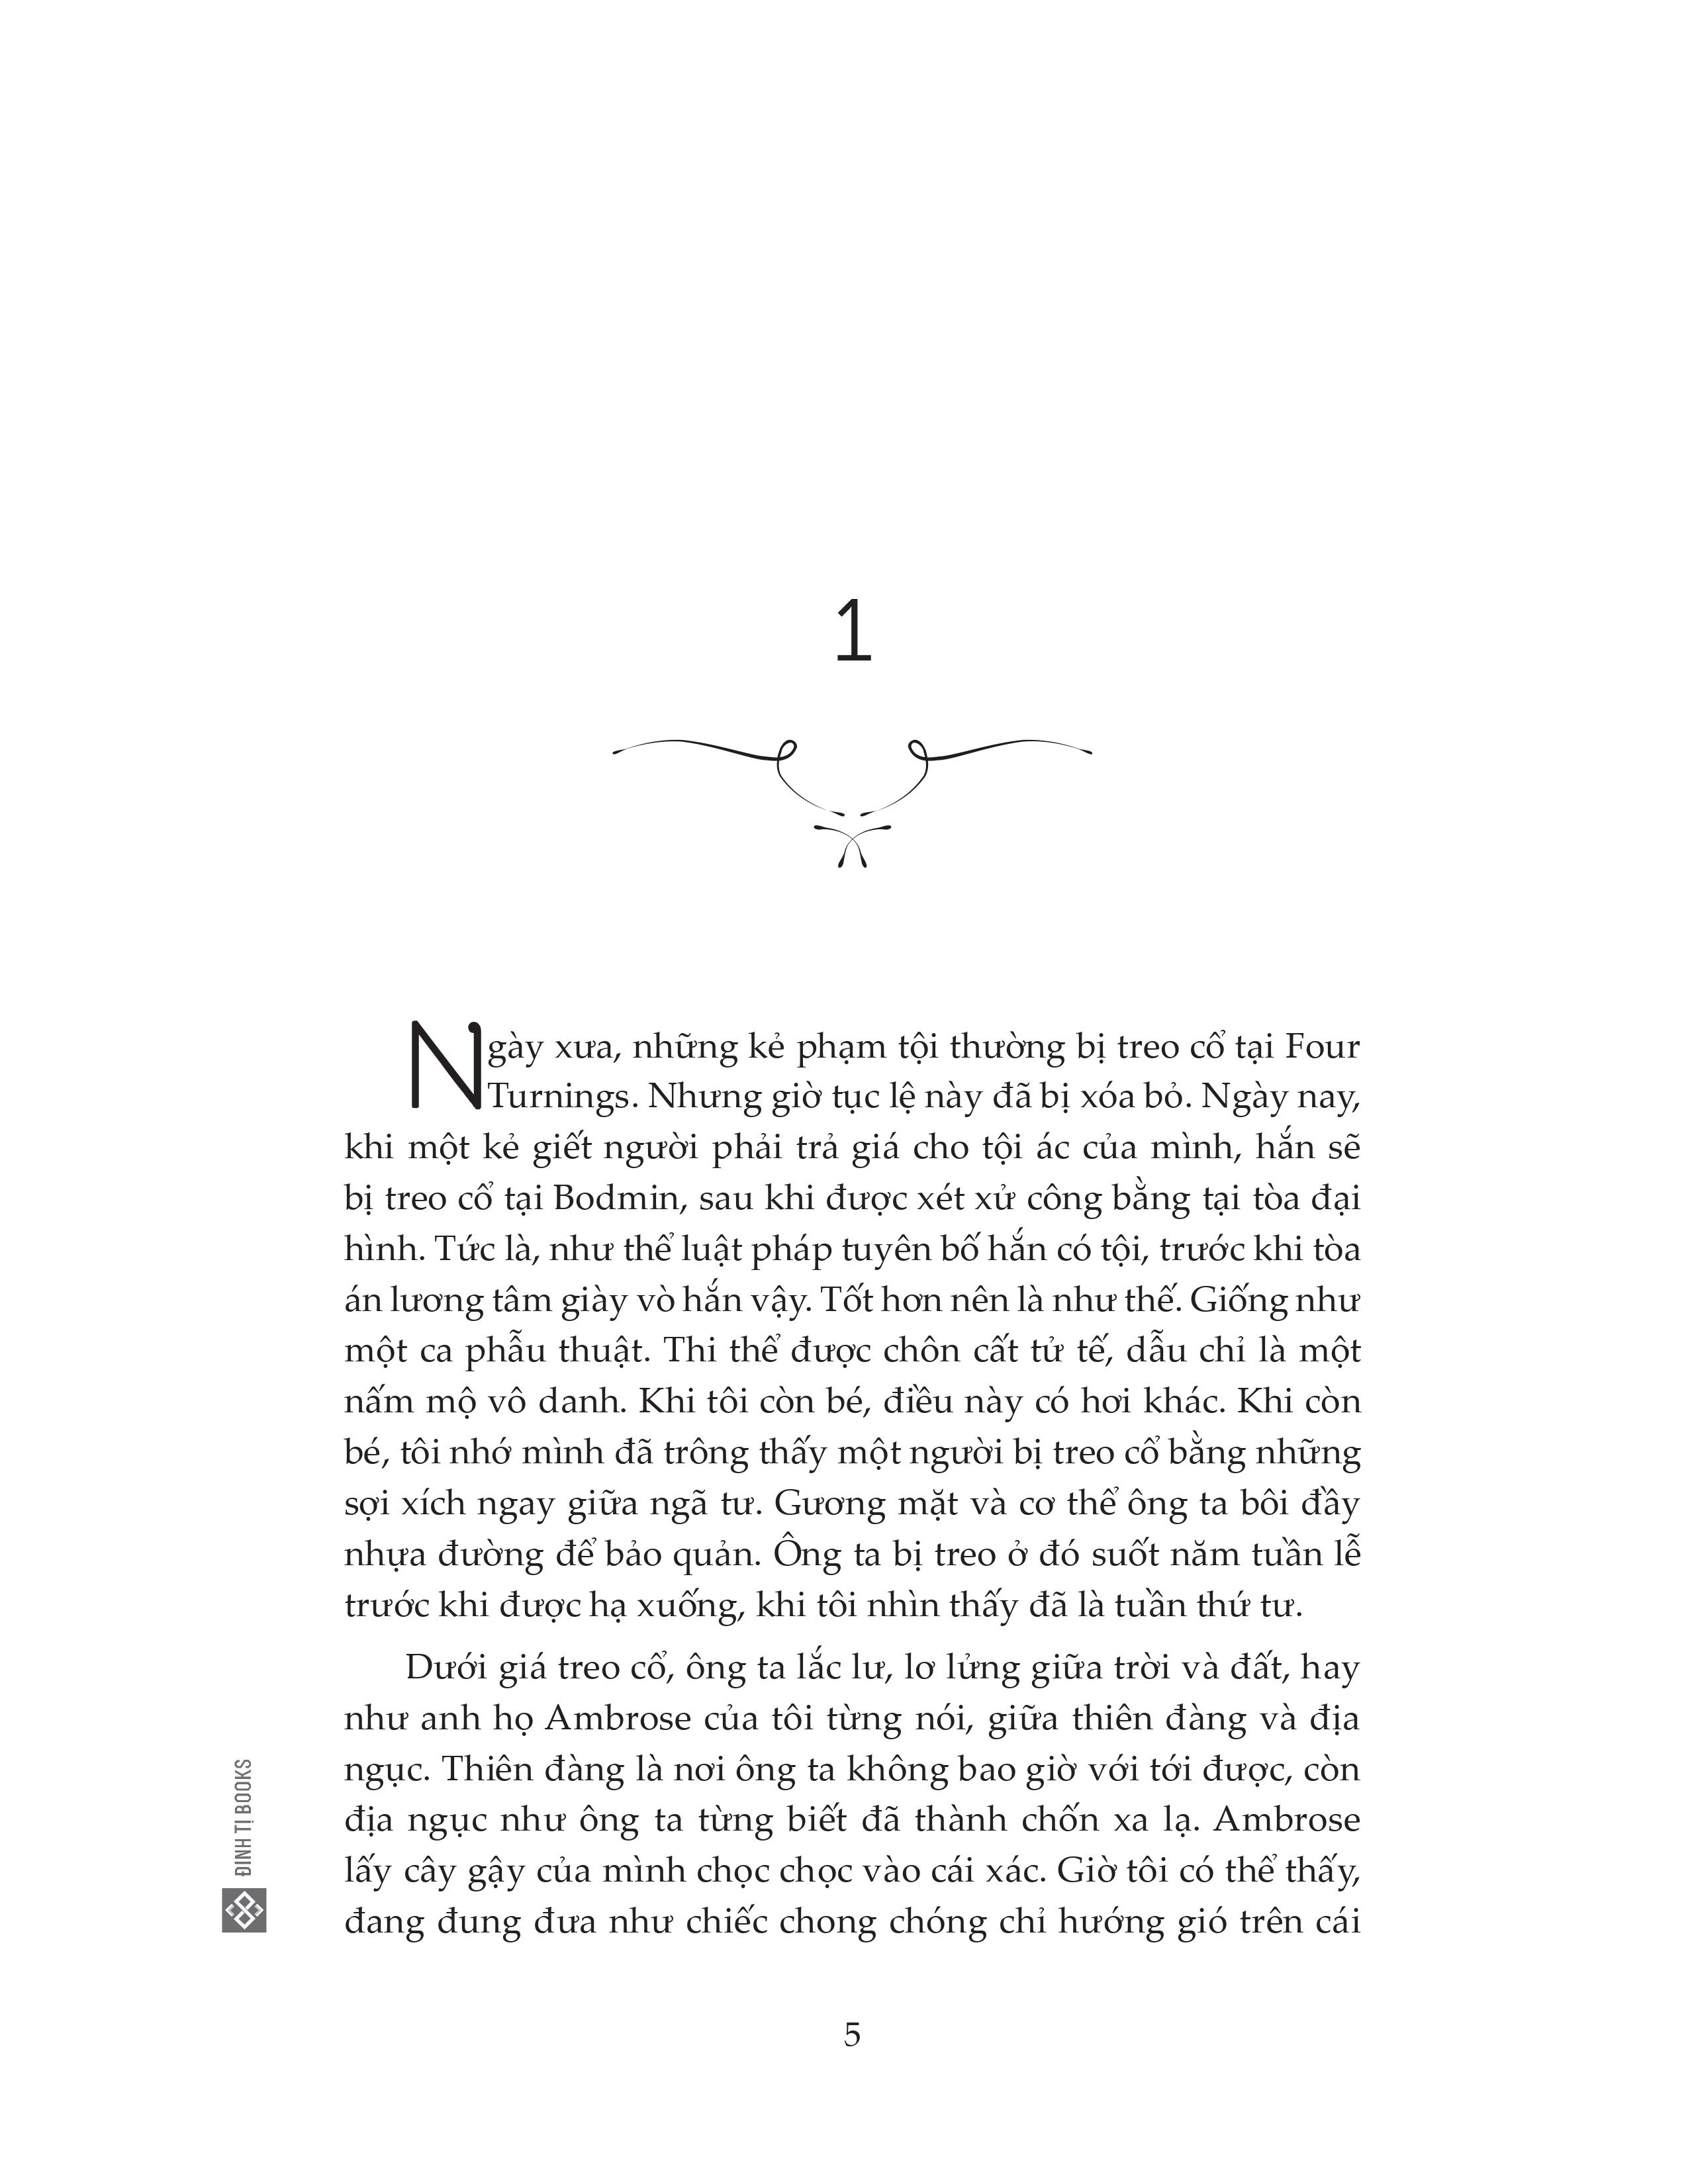 1
Ngày xưa, những kẻ phạm tội thường bị treo cổ tại Four
Turnings. Nhưng giờ tục lệ này đã bị xóa bỏ. Ngày nay,
khi một kẻ giết người phải trả giá cho tội ác của mình, hắn sẽ
bị treo cổ tại Bodmin, sau khi được xét xử công bằng tại tòa đại
hình. Tức là, như thể luật pháp tuyên bố hắn có tội, trước khi tòa
án lương tâm giày vò hắn vậy. Tốt hơn nên là như thế. Giống như
một ca phẫu thuật. Thi thể được chôn cất tử tế, dẫu chỉ là một
nấm mộ vô danh. Khi tôi còn bé, điều này có hơi khác. Khi còn
bé, tôi nhớ mình đã trông thấy một người bị treo cổ bằng những
sợi xích ngay giữa ngã tư. Gương mặt và cơ thể ông ta bôi đầy
nhựa đường để bảo quản. Ông ta bị treo ở đó suốt năm tuần lễ
trước khi được hạ xuống, khi tôi nhìn thấy đã là tuần thứ tư.
Dưới giá treo cổ, ông ta lắc lư, lơ lửng giữa trời và đất, hay
như anh họ Ambrose của tôi từng nói, giữa thiên đàng và địa
ngục. Thiên đàng là nơi ông ta không bao giờ với tới được, còn
địa ngục như ông ta từng biết đã thành chốn xa lạ. Ambrose
lấy cây gậy của mình chọc chọc vào cái xác. Giờ tôi có thể thấy,
đang đung đưa như chiếc chong chóng chỉ hướng gió trên cái
ĐINH TỊ BOOKS
5